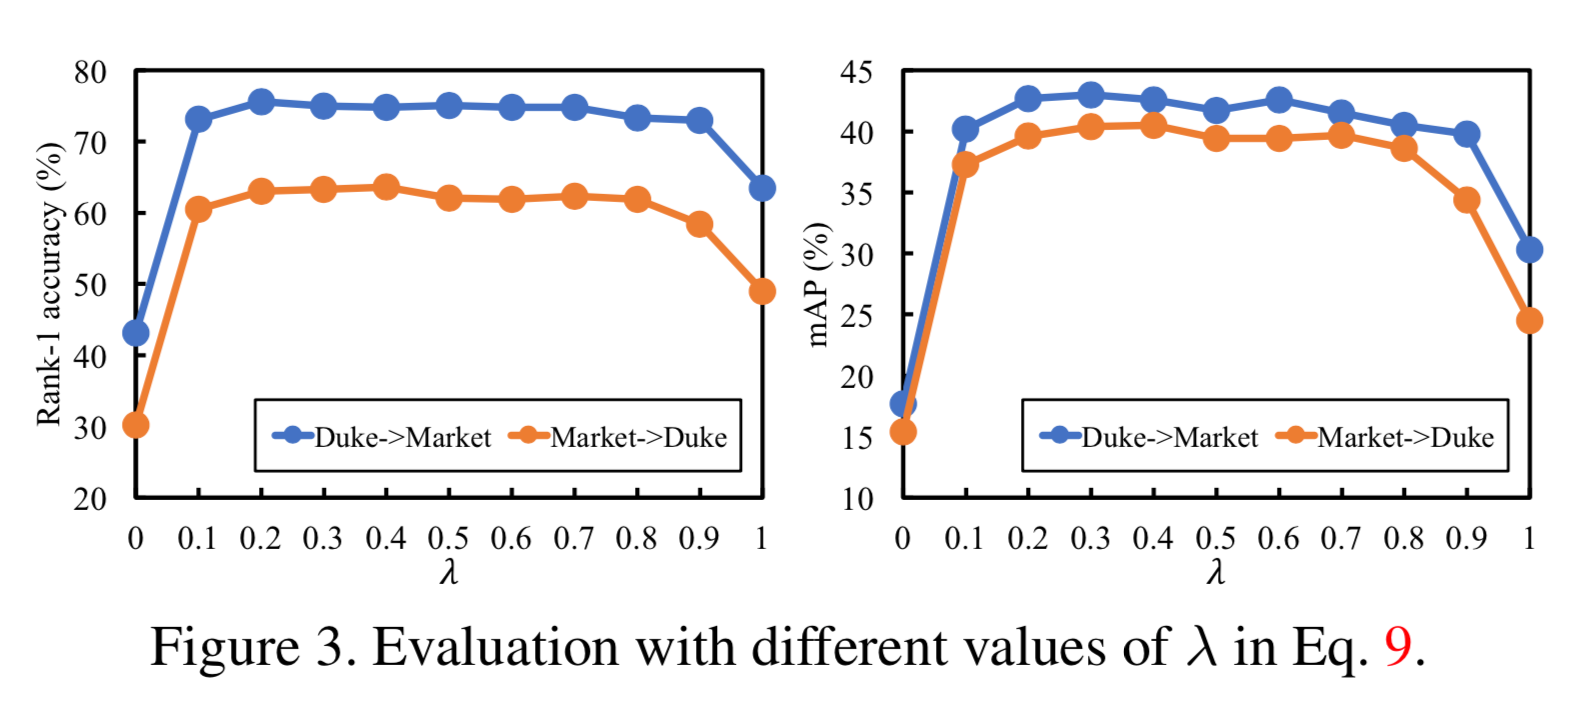 Rank-1 accuracy (%)
80
70
60
50
40
30
20
Duke->Market Market->Duke
0 0.1 0.2 0.3 0.4 0.5 0.6 0.7 0.8 0.9 1
λ
mAP (%)
45
40
35
30
25
20
15
10
Duke->Market Market->Duke
0 0.1 0.2 0.3 0.4 0.5 0.6 0.7 0.8 0.9 1
λ
Figure 3. Evaluation with different values of λ in Eq. 9.